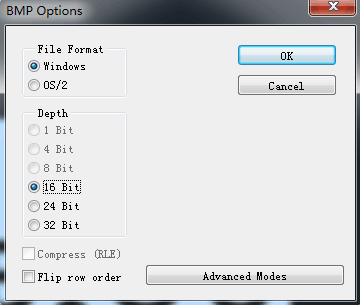 BMP Options
File Format
Windows
OS/2
OK
Cancel
Depth
1 Bit
4 Bit
8 Bit
16 Bit
24 Bit
32 Bit
Compress (RLE)
Flip row order
Advanced Modes